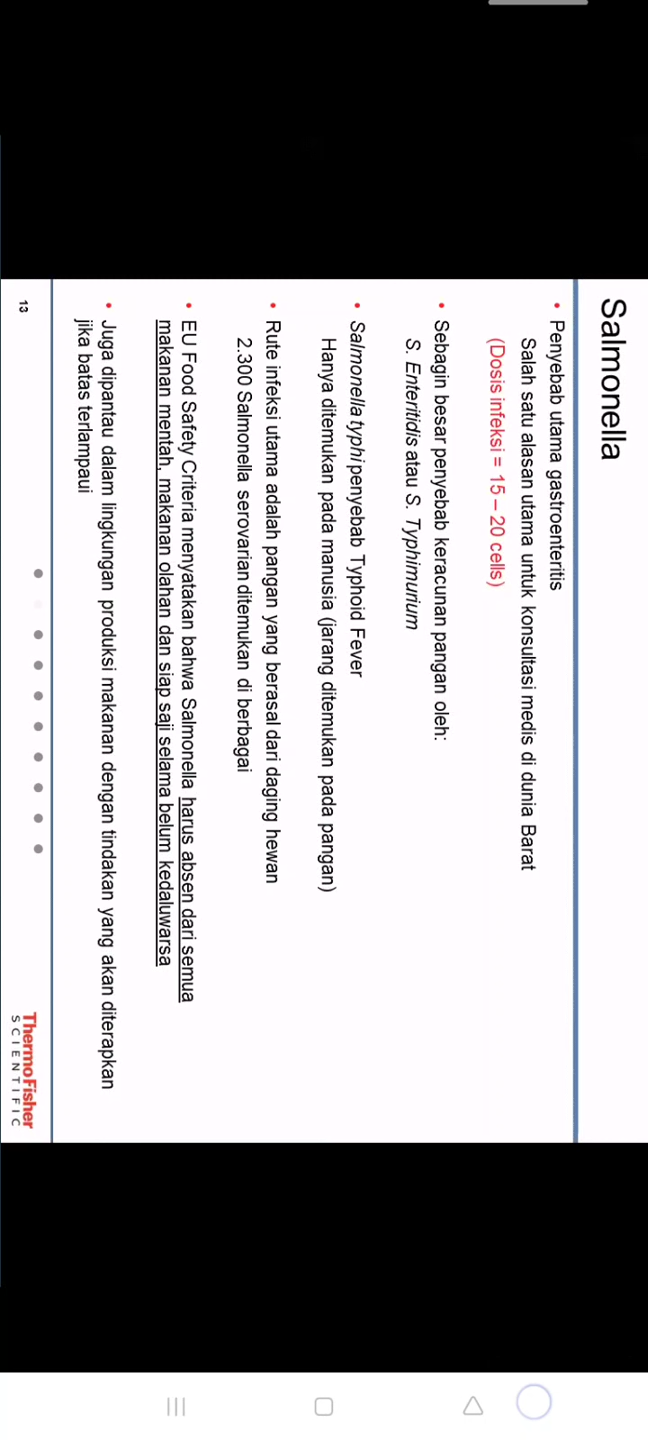 Salmonella
• Penyebab utama gastroenteritis
Salah satu alasan utama untuk konsultasi medis di dunia Barat
(Dosis infeksi = 15 – 20 cells)
• Sebagin besar penyebab keracunan pangan oleh:
S. Enteritidis atau S. Typhimurium
• Salmonella typhi penyebab Typhoid Fever
Hanya ditemukan pada manusia (jarang ditemukan pada pangan)
• Rute infeksi utama adalah pangan yang berasal dari daging hewan
2.300 Salmonella serovarian ditemukan di berbagai
• EU Food Safety Criteria menyatakan bahwa Salmonella harus absen dari semua
makanan mentah, makanan olahan dan siap saji selama belum kedaluwarsa
• Juga dipantau dalam lingkungan produksi makanan dengan tindakan yang akan diterapkan
jika batas terlampaui
13
ThermoFisher
SCIENTIFIC